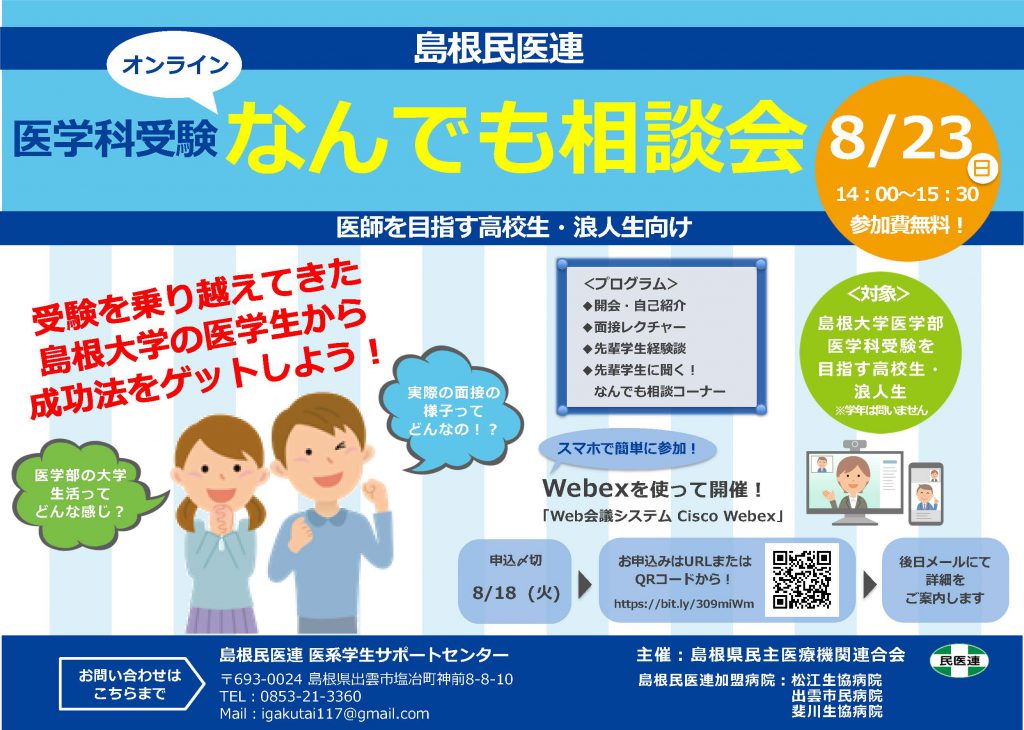 島根民医連
オンライン
医学科受験
なんでも相談会
8/23
日
14:00~15:30
参加費無料!
医師を目指す高校生・浪人生向け
受験を乗り越えてきた
島根大学の医学生から
成功法をゲットしよう!
医学部の大学
生活って
どんな感じ?
実際の面接の
様子って
どんなの!?
<プログラム>
◆開会・自己紹介
◆面接レクチャー
◆先輩学生経験談
◆先輩学生に聞く!
なんでも相談コーナー
<対象>
島根大学医学部
医学科受験を
目指す高校生・
浪人生
※学年は問いません
スマホで簡単に参加!
Webexを使って開催!
「Web会議システム Cisco Webex」
申込〆切
8/18(火)
お申込みはURLまたは
QRコードから!
https://bit.ly/309miWm
後日メールにて
詳細を
ご案内します
お問い合わせは
こちらまで
島根民医連 医系学生サポートセンター
〒693-0024 島根県出雲市塩冶町神前8-8-10
TEL:0853-21-3360
Mail:igakutai117@gmail.com
主催:島根県民主医療機関連合会
島根民医連加盟病院:松江生協病院
出雲市民病院
斐川生協病院
民医連